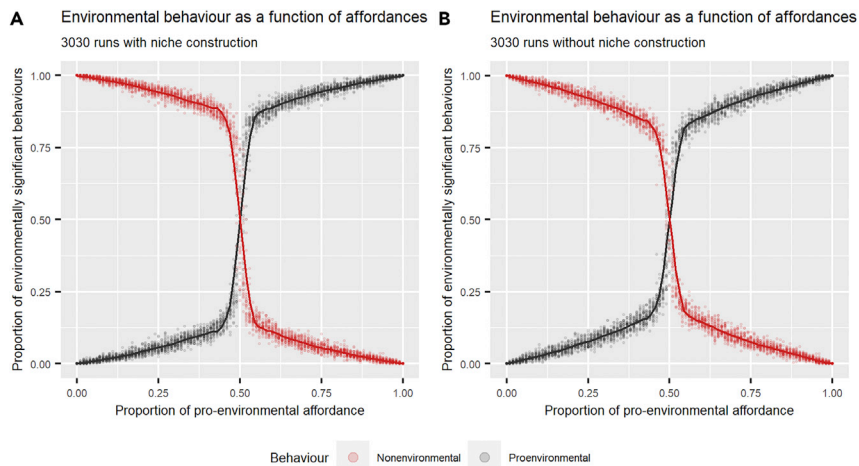 A
Environmental behaviour as a function of affordances
3030 runs with niche construction
Proportion of environmentally significant behaviours
1.00
0.75
0.50
0.25
0.00
0.00 0.25 0.50 0.75 1.00
Proportion of pro-environmental affordance
B
Environmental behaviour as a function of affordances
3030 runs without niche construction
Proportion of environmentally significant behaviours
1.00
0.75
0.50
0.25
0.00
0.00 0.25 0.50 0.75 1.00
Proportion of pro-environmental affordance
Behaviour Nonenvironmental Proenvironmental